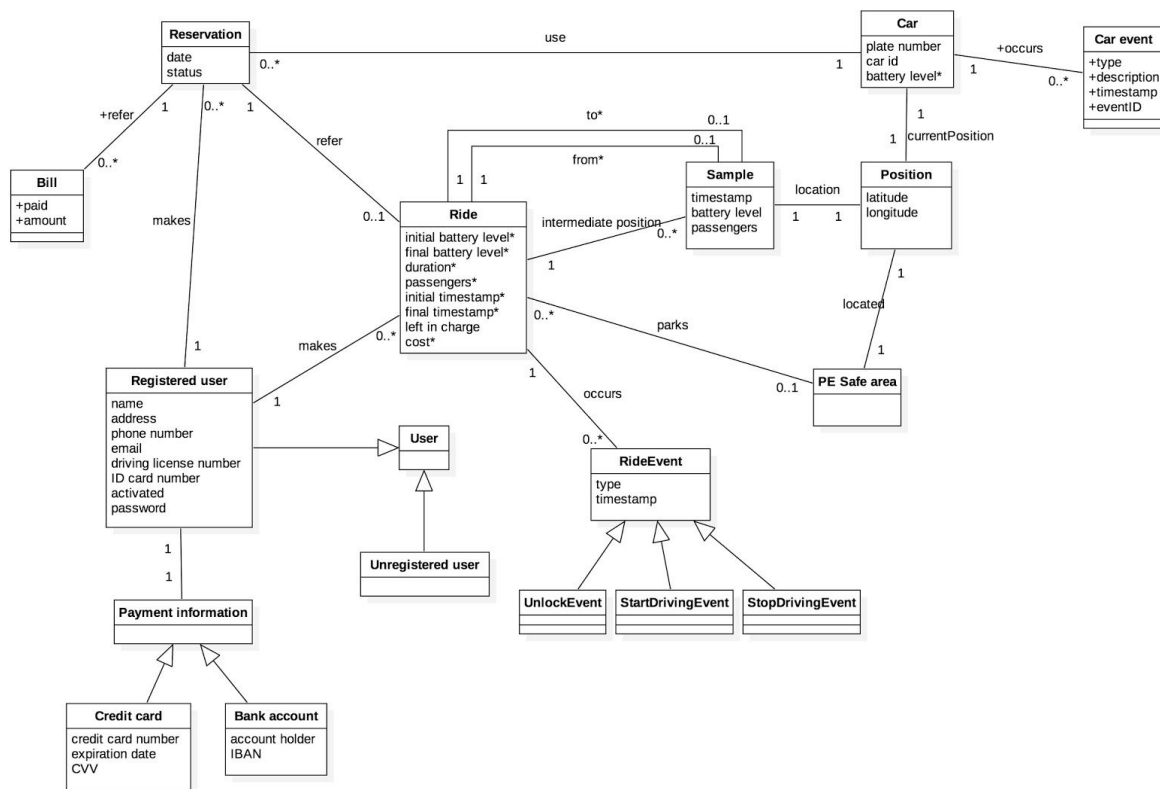 Reservation
date
status
use
0..*
1
Car
plate number
car id
battery level*
+occurs
1
0..*
Car event
+type
+description
+timestamp
+eventID
1
0..*
1
+refer
0..*
Bill
+paid
+amount
refer
0..1
makes
1
to*
0..1
from*
0..1
1
1
1
currentPosition
1
Sample
timestamp
battery level
passengers
location
1
1
Position
latitude
longitude
Ride
initial battery level*
final battery level*
duration*
passengers*
initial timestamp*
final timestamp*
left in charge
cost*
intermediate position
0..*
1
0..*
parks
0..1
1
located
1
PE Safe area
makes
0..*
1
Registered user
name
address
phone number
email
driving license number
ID card number
activated
password
1
occurs
0..*
User
Unregistered user
RideEvent
type
timestamp
UnlockEvent
StartDrivingEvent
StopDrivingEvent
1
1
Payment information
Credit card
credit card number
expiration date
CVV
Bank account
account holder
IBAN